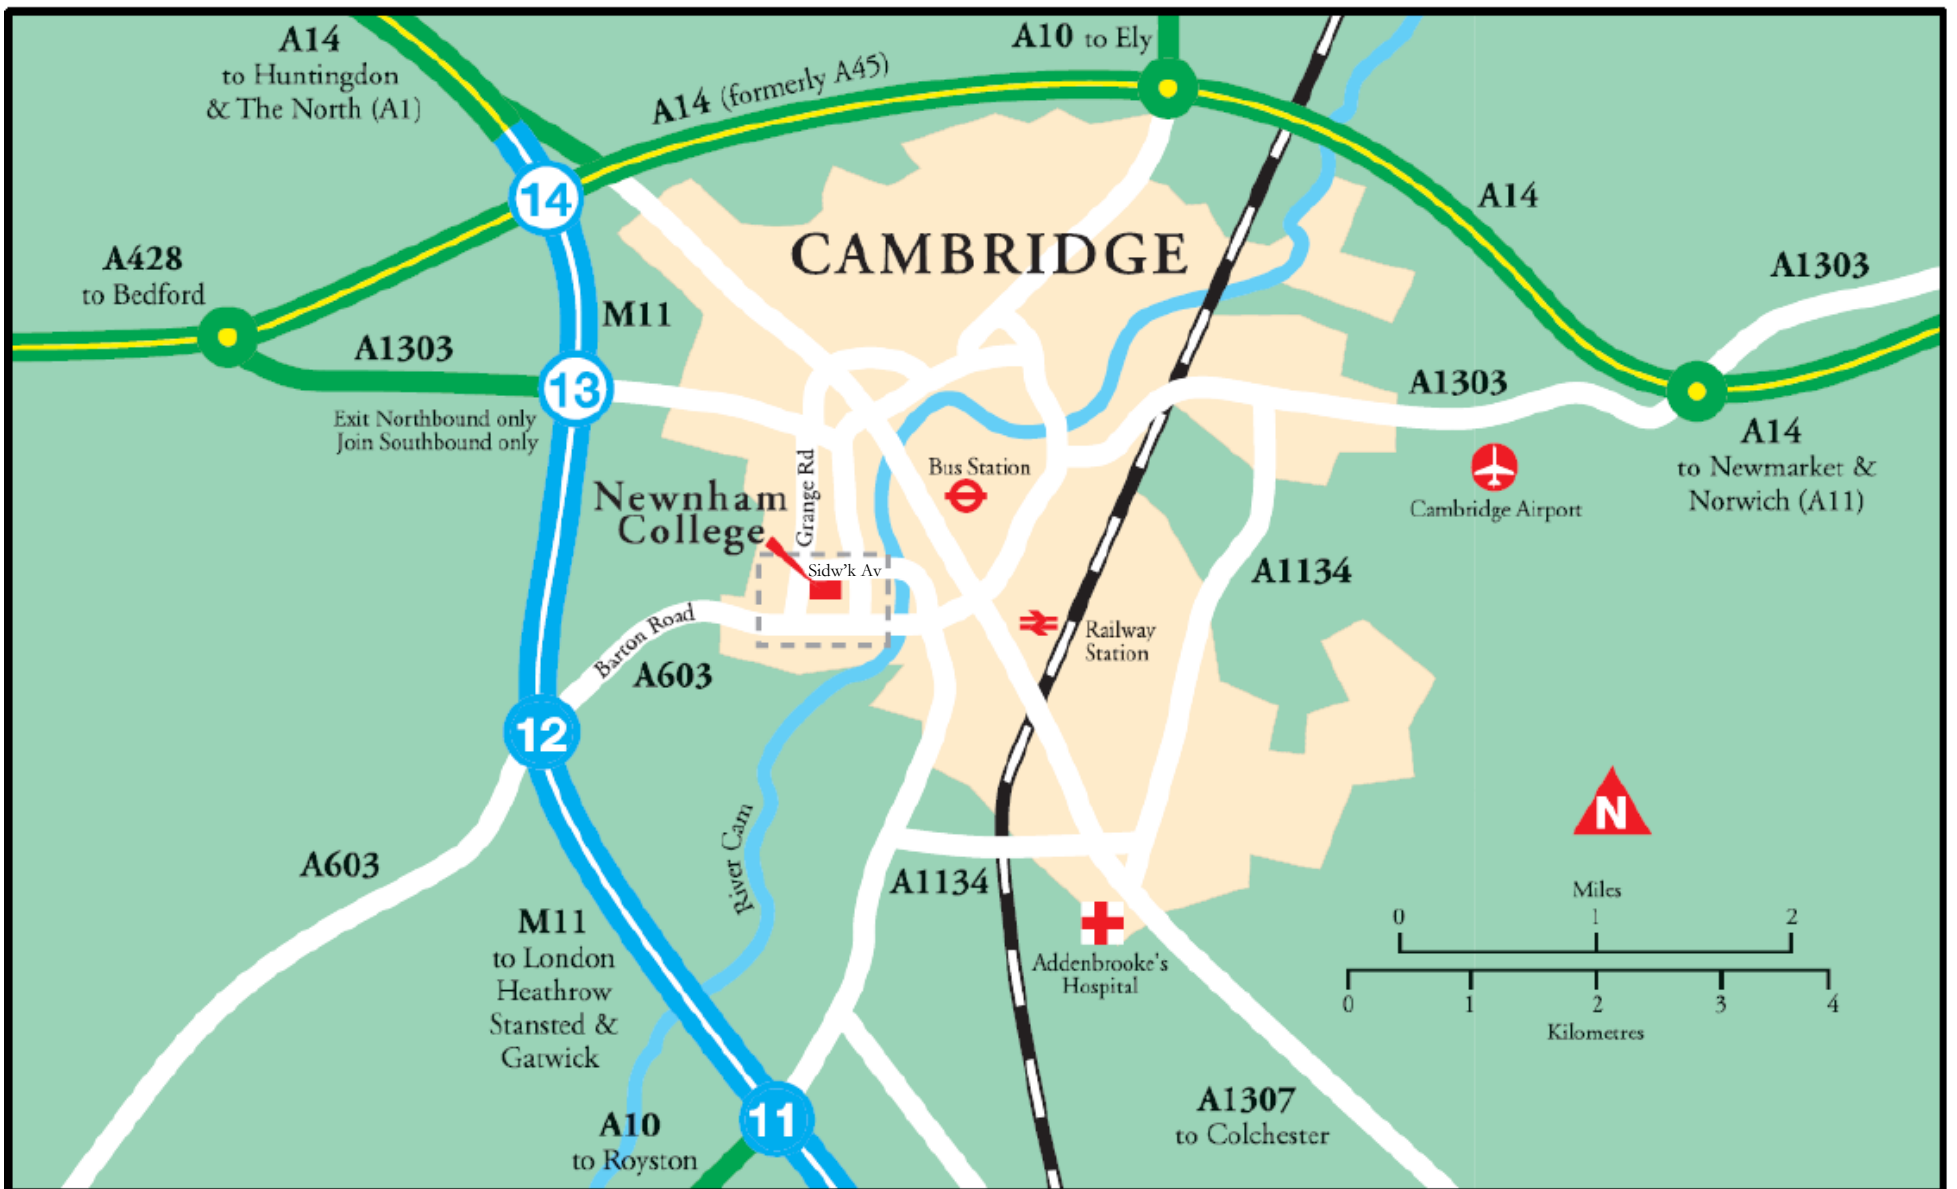 A14
to Huntingdon
& The North (A1)
A14 (formerly A45)
A10 to Ely
A14
A1303
14
A428
to Bedford
CAMBRIDGE
M11
A1303
13
Exit Northbound only
Join Southbound only
A1303
A14
to Newmarket &
Norwich (A11)
Cambridge Airport
Bus Station
Grange Rd
Newnham
College
Sidw'k Av
A1134
Barton Road
A603
Railway
Station
12
N
River Cam
A603
A1134
M11
to London
Heathrow
Stansted &
Gatwick
Addenbrooke's
Hospital
Miles
0 1 2
0 1 2 3 4
Kilometres
11
A10
to Royston
A1307
to Colchester